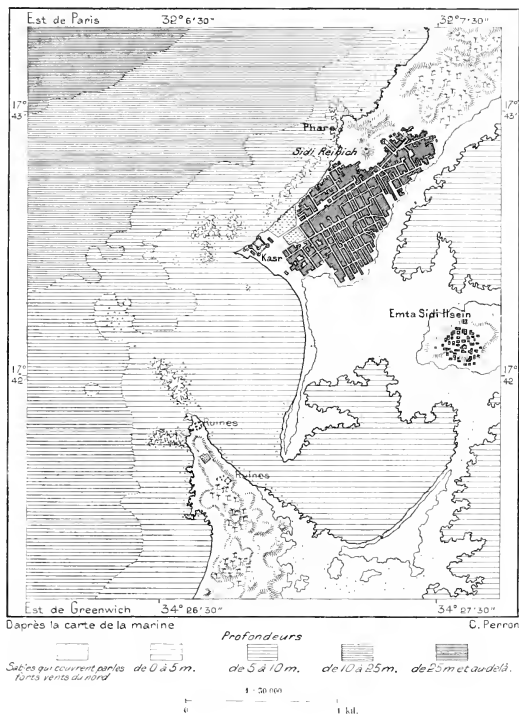 Est de Paris 32°6'30" 32°7'30"
17° 43' 17° 43'
Phare
Sidi Reibich
Kasr
Emta Sidi Hsein
17° 42' 17° 42'
Ruines
Ruines
Est de Greenwich 34°26'30" 34°27'30"
Daprès la carte de la marine C. Perron
Profondeurs
Sables qui couvrent par les forts vents du nord
de 0 à 5 m. de 5 à 10 m. de 10 à 25 m. de 25 m et au-delà.
1 : 30 000
0 1 kil.